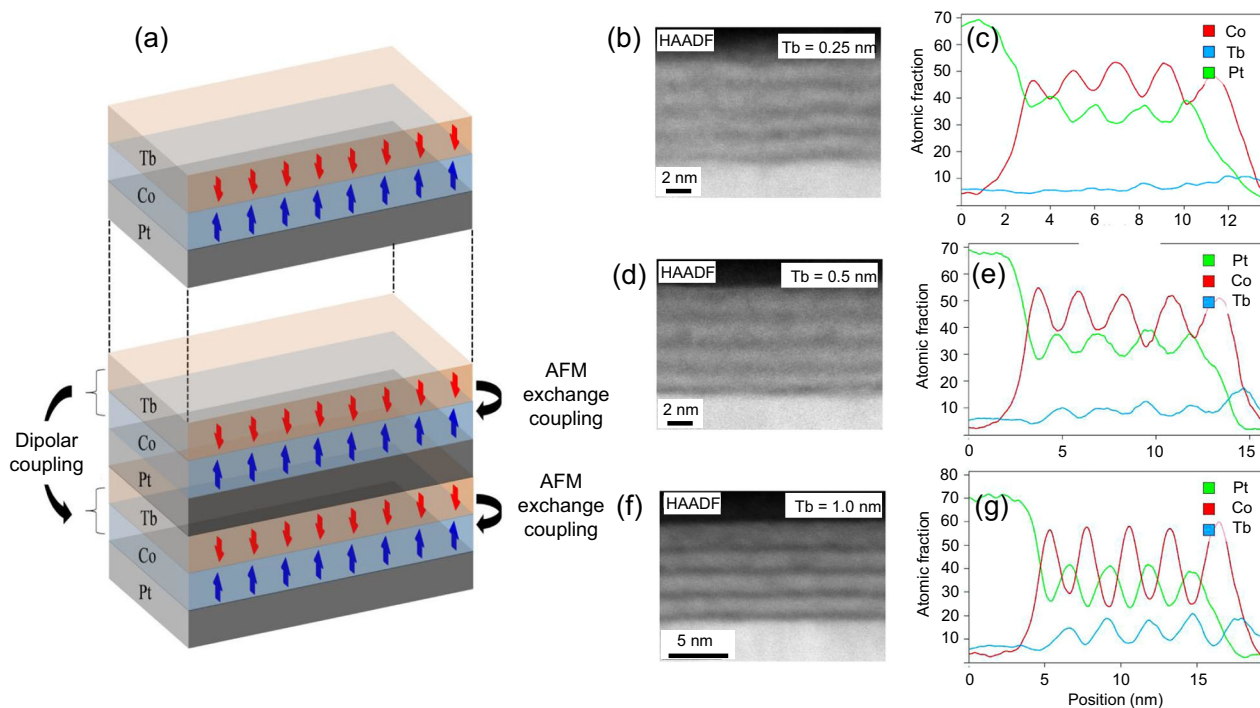 (a)
Tb
Co
Pt
Tb
Co
Pt
Tb
Co
Pt
Dipolar
coupling
AFM
exchange
coupling
AFM
exchange
coupling
(b)
HAADF
Tb = 0.25 nm
2 nm
(c)
Atomic fraction
70
60
50
40
30
20
10
0
2
4
6
8
10
12
Co
Tb
Pt
(d)
HAADF
Tb = 0.5 nm
2 nm
(e)
Atomic fraction
70
60
50
40
30
20
10
0
5
10
15
Pt
Co
Tb
(f)
HAADF
Tb = 1.0 nm
5 nm
(g)
Atomic fraction
80
70
60
50
40
30
20
10
0
5
10
15
Position (nm)
Pt
Co
Tb